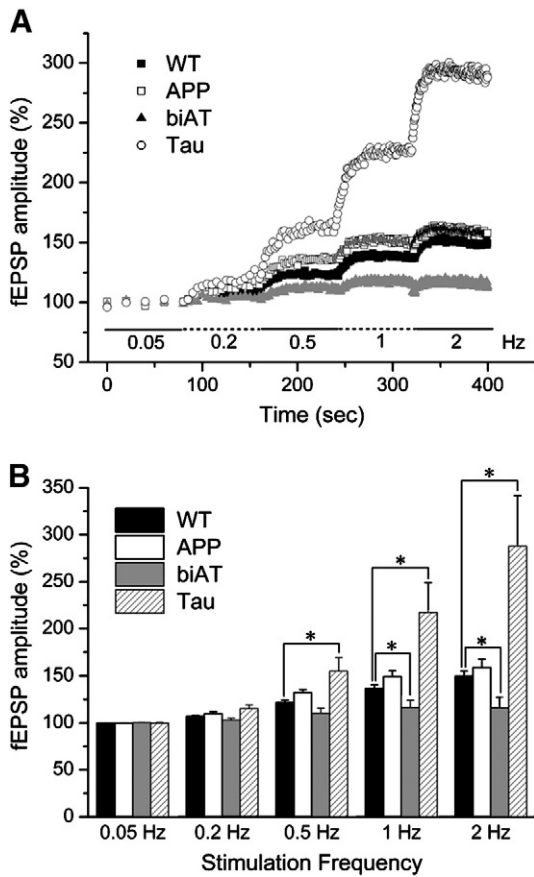 A
WT
APP
biAT
Tau
fEPSP amplitude (%)
300
250
200
150
100
50
0.05 0.2 0.5 1 2 Hz
0 100 200 300 400
Time (sec)
B
WT
APP
biAT
Tau
* * * * *
fEPSP amplitude (%)
350
300
250
200
150
100
50
0
0.05 Hz 0.2 Hz 0.5 Hz 1 Hz 2 Hz
Stimulation Frequency